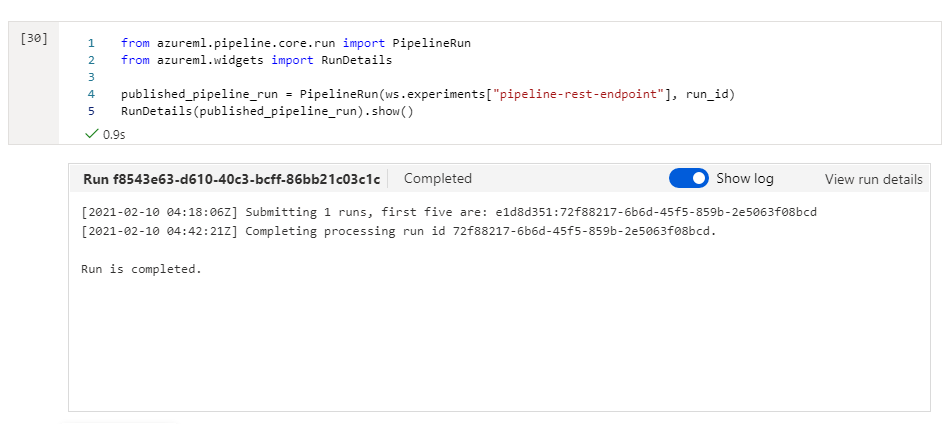 [30]
1 from azureml.pipeline.core.run import PipelineRun
2 from azureml.widgets import RunDetails
3
4 published_pipeline_run = PipelineRun(ws.experiments["pipeline-rest-endpoint"], run_id)
5 RunDetails(published_pipeline_run).show()
0.9s
Run f8543e63-d610-40c3-bcff-86bb21c03c1c Completed Show log View run details
[2021-02-10 04:18:06Z] Submitting 1 runs, first five are: e1d8d351:72f88217-6b6d-45f5-859b-2e5063f08bcd
[2021-02-10 04:42:21Z] Completing processing run id 72f88217-6b6d-45f5-859b-2e5063f08bcd.
Run is completed.